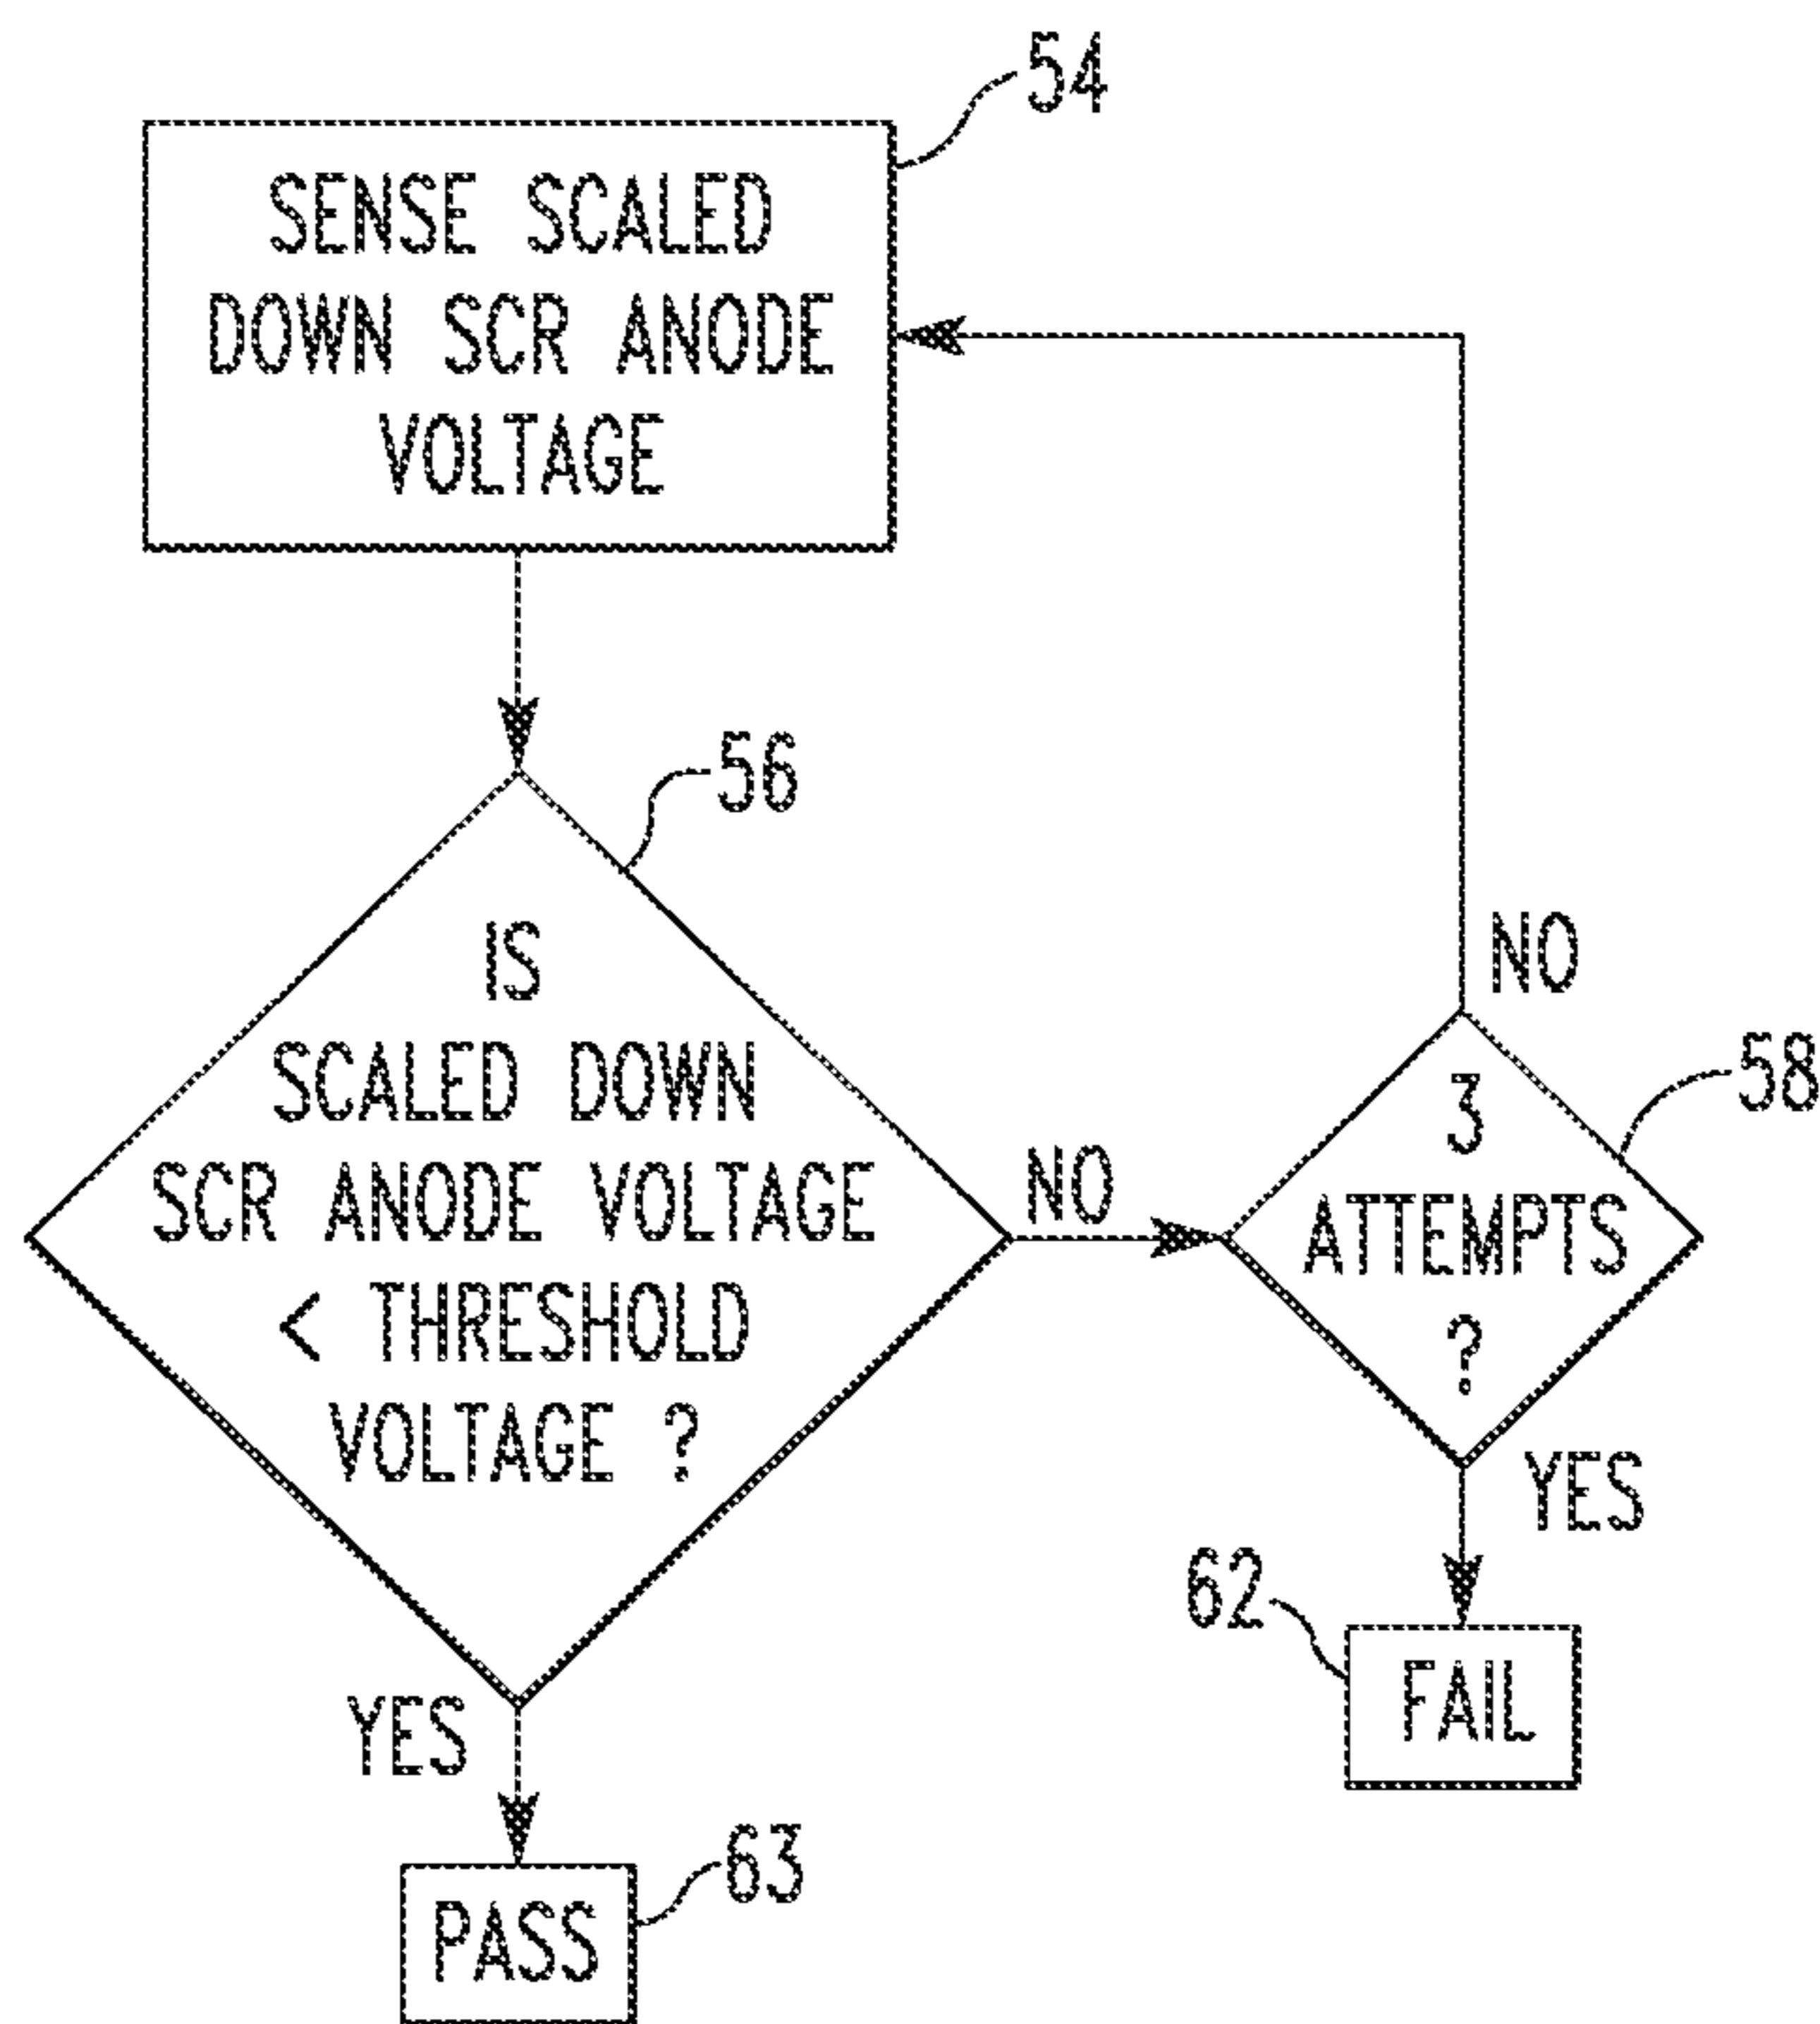 54
SENSE SCALED
DOWN SCR ANODE
VOLTAGE
56
IS
SCALED DOWN
SCR ANODE VOLTAGE
< THRESHOLD
VOLTAGE ?
NO
NO
58
3
ATTEMPTS
?
YES
62
FAIL
YES
63
PASS